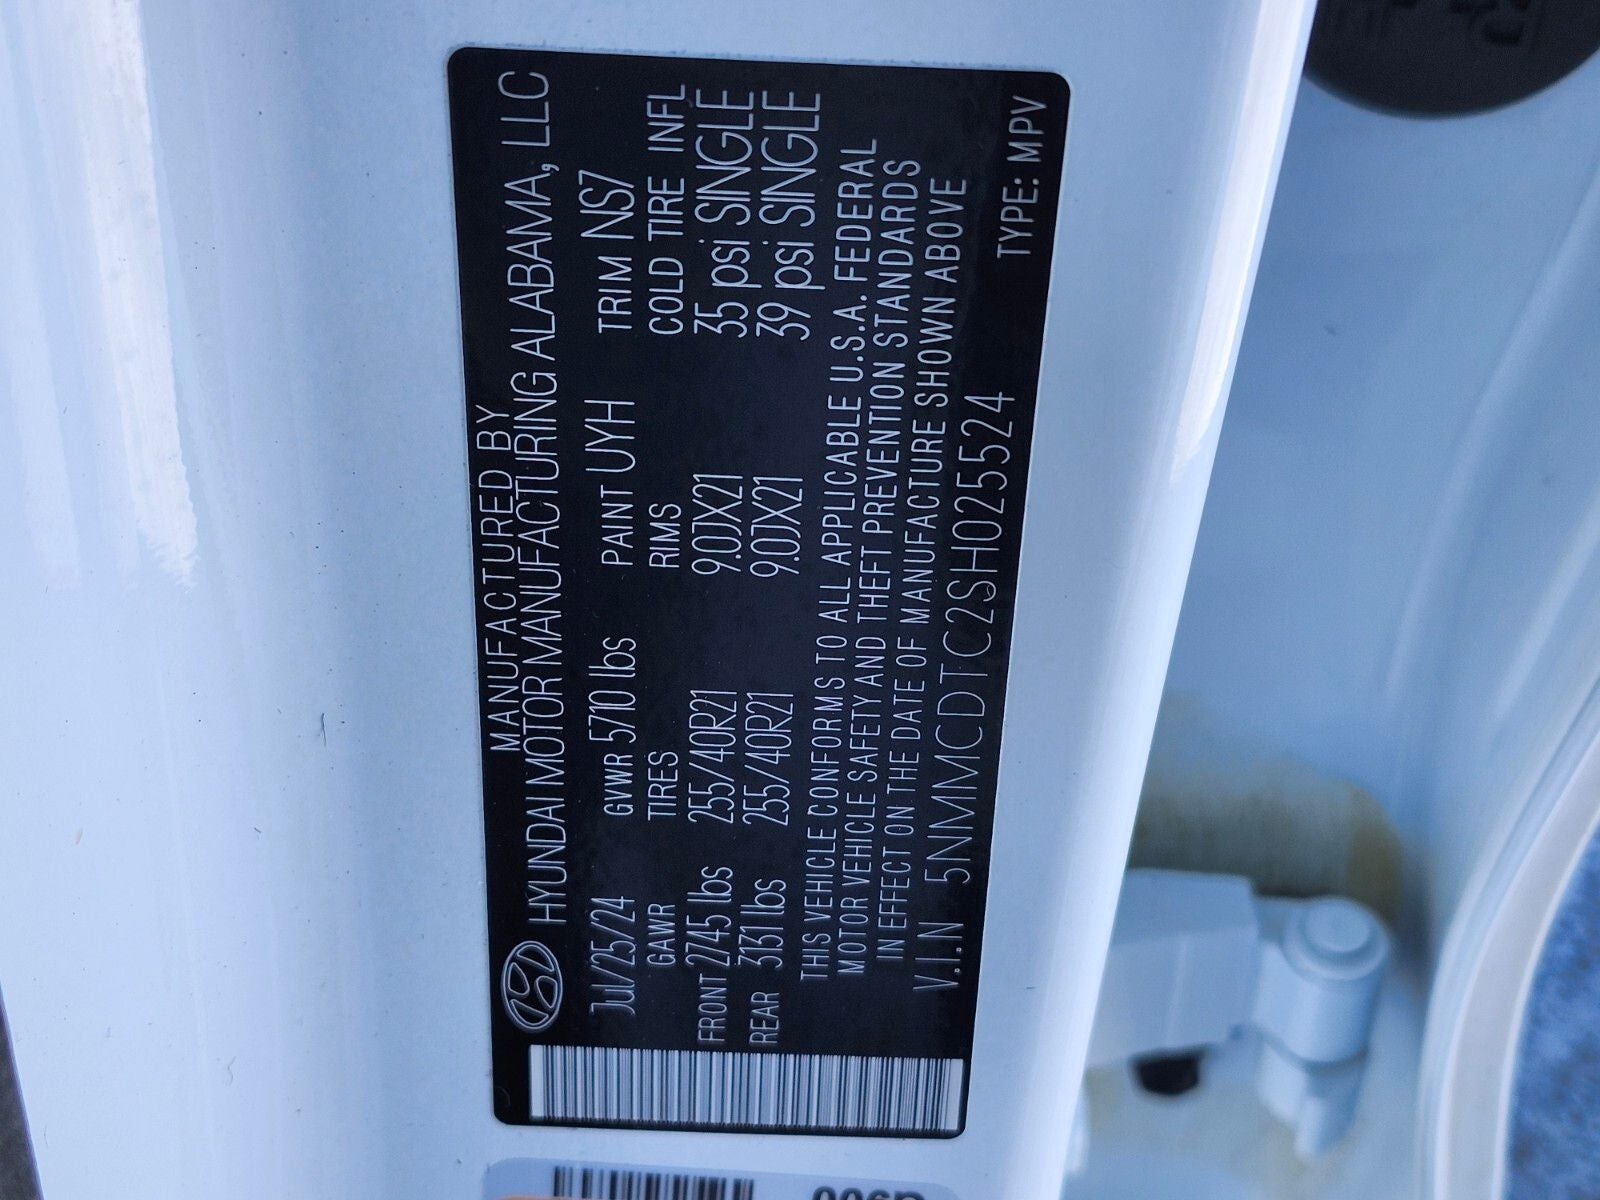 MANUFACTURED BY
HYUNDAI MOTOR MANUFACTURING ALABAMA, LLC
Jul/25/24 GVWR 5710 lbs PAINT UYH TRIM NS7
GAWR TIRES RIMS COLD TIRE INFL
FRONT 2745 lbs 255/40R21 9.0JX21 35 psi SINGLE
REAR 3131 lbs 255/40R21 9.0JX21 39 psi SINGLE
THIS VEHICLE CONFORMS TO ALL APPLICABLE U.S.A. FEDERAL
MOTOR VEHICLE SAFETY AND THEFT PREVENTION STANDARDS
IN EFFECT ON THE DATE OF MANUFACTURE SHOWN ABOVE
V.I.N 5NMMCDTC2SH025524 TYPE: MPV